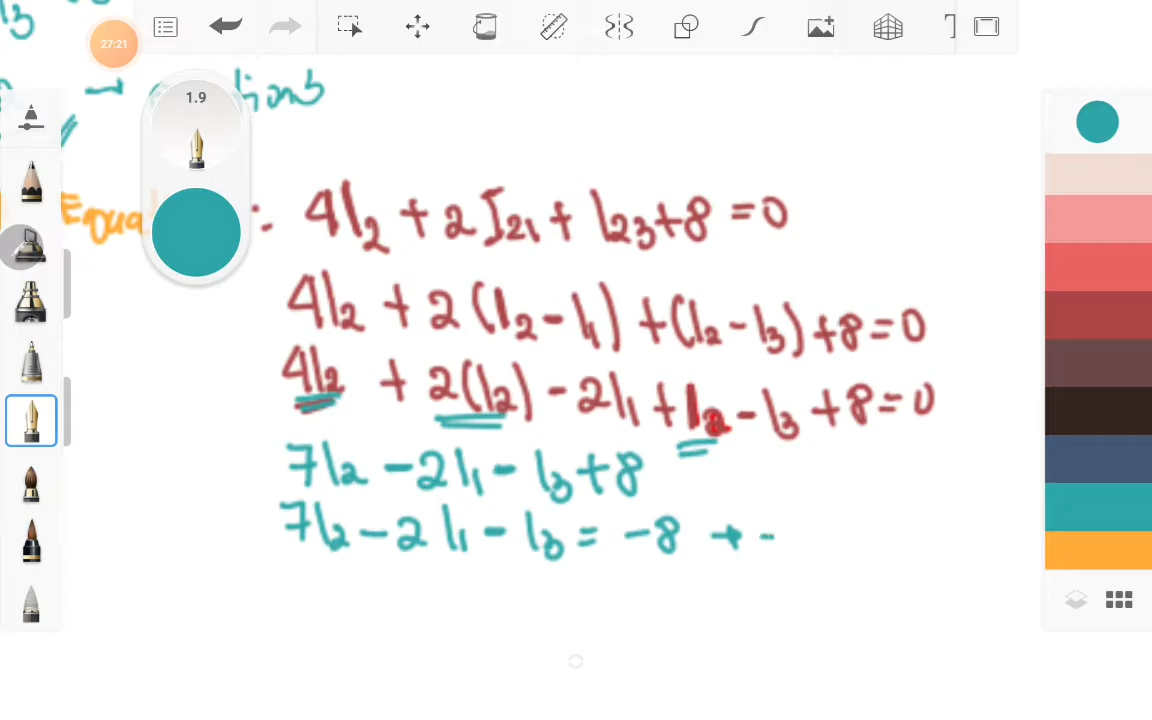 l3
27:21
1.9
4I₂ + 2I₂₁ + I₂₃ + 8 = 0
4I₂ + 2(I₂ - I₁) + (I₂ - I₃) + 8 = 0
4I₂ + 2(I₂) - 2I₁ + I₂ - I₃ + 8 = 0
7I₂ - 2I₁ - I₃ + 8
7I₂ - 2I₁ - I₃ = -8 → -